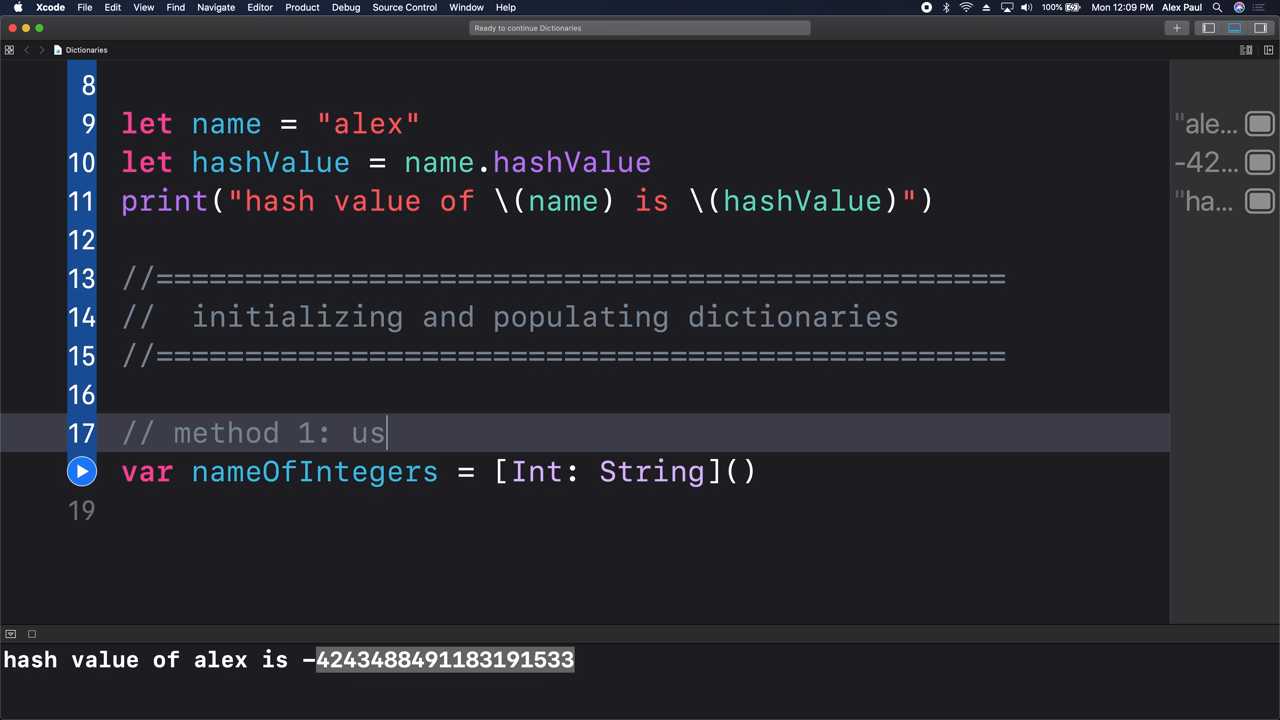 Xcode File Edit View Find Navigate Editor Product Debug Source Control Window Help 100% Mon 12:09 PM Alex Paul
Ready to continue Dictionaries
Dictionaries
8
9 let name = "alex" "ale...
10 let hashValue = name.hashValue -42...
11 print("hash value of \(name) is \(hashValue)") "ha...
12
13 //================================================
14 // initializing and populating dictionaries
15 //================================================
16
17 // method 1: us
var nameOfIntegers = [Int: String]()
19
hash value of alex is -4243488491183191533